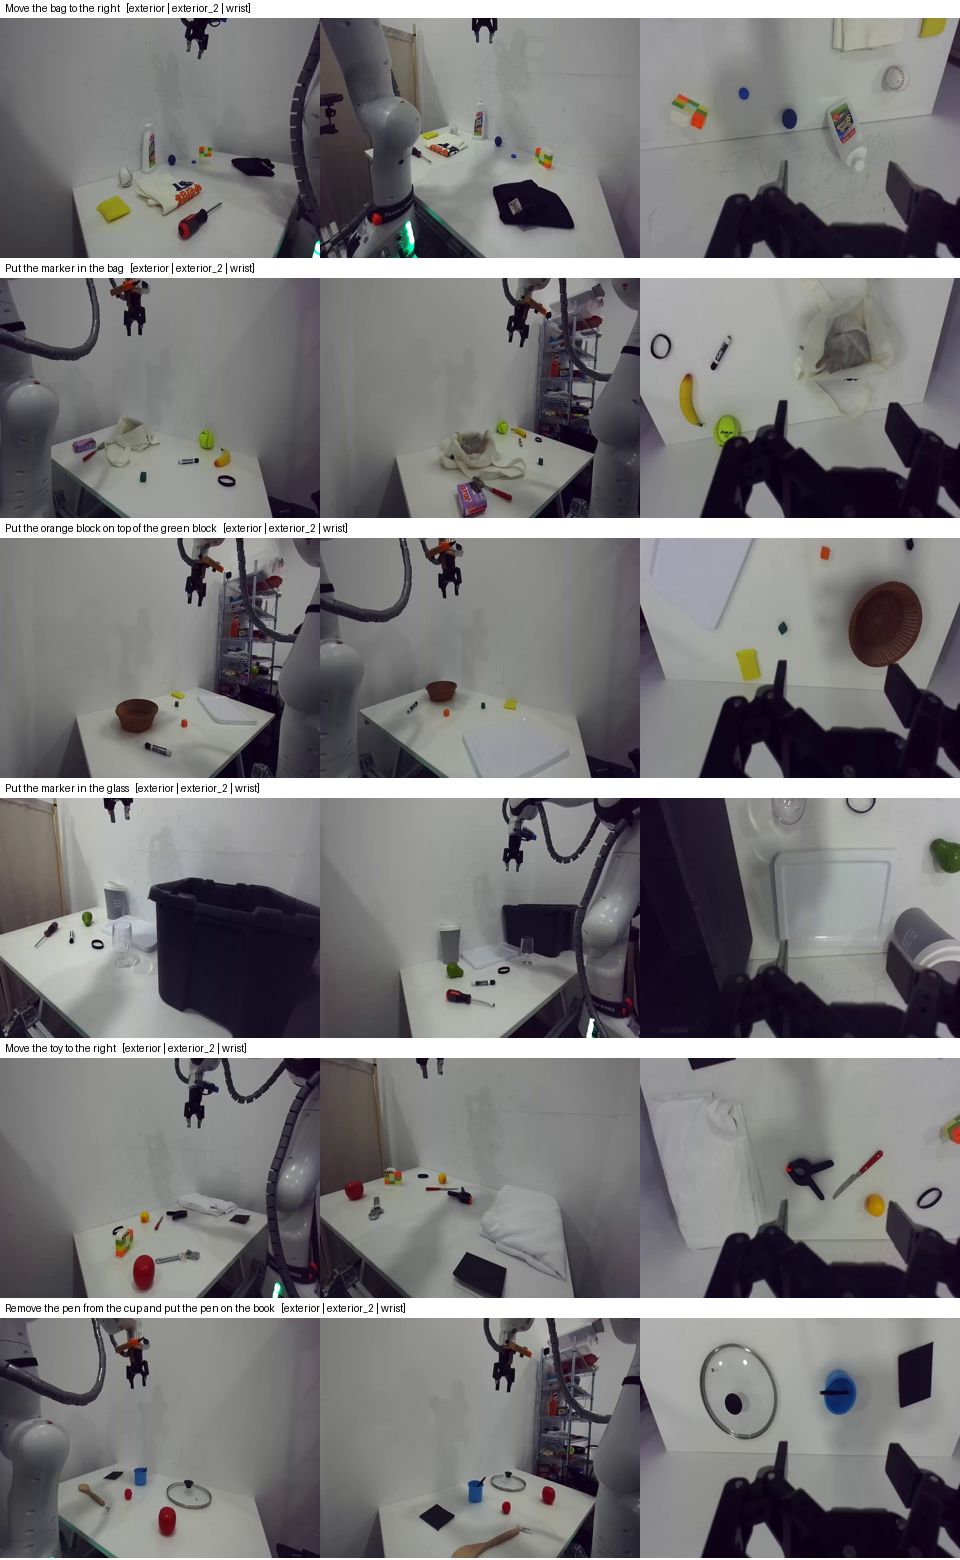 Move the bag to the right [exterior | exterior_2 | wrist]
Put the marker in the bag [exterior | exterior_2 | wrist]
Put the orange block on top of the green block [exterior | exterior_2 | wrist]
Put the marker in the glass [exterior | exterior_2 | wrist]
Move the toy to the right [exterior | exterior_2 | wrist]
Remove the pen from the cup and put the pen on the book [exterior | exterior_2 | wrist]